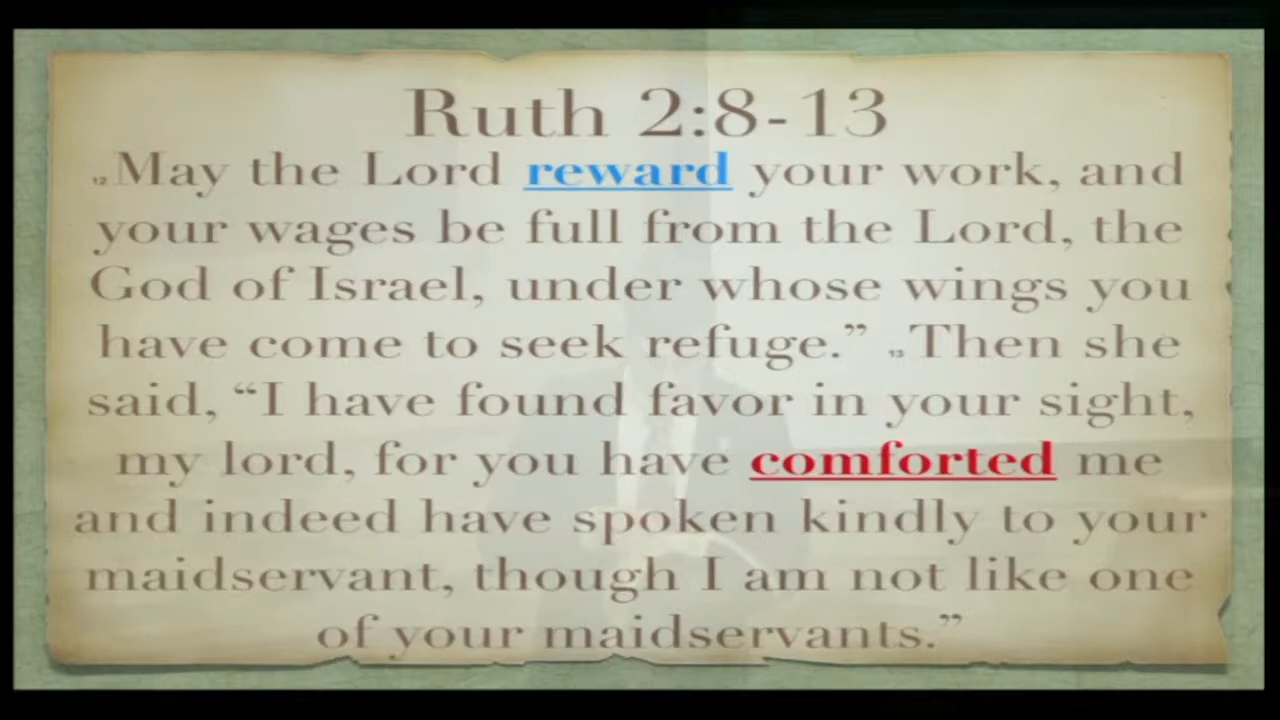 Ruth 2:8-13
12 May the Lord reward your work, and
your wages be full from the Lord, the
God of Israel, under whose wings you
have come to seek refuge.” 13 Then she
said, “I have found favor in your sight,
my lord, for you have comforted me
and indeed have spoken kindly to your
maidservant, though I am not like one
of your maidservants.”